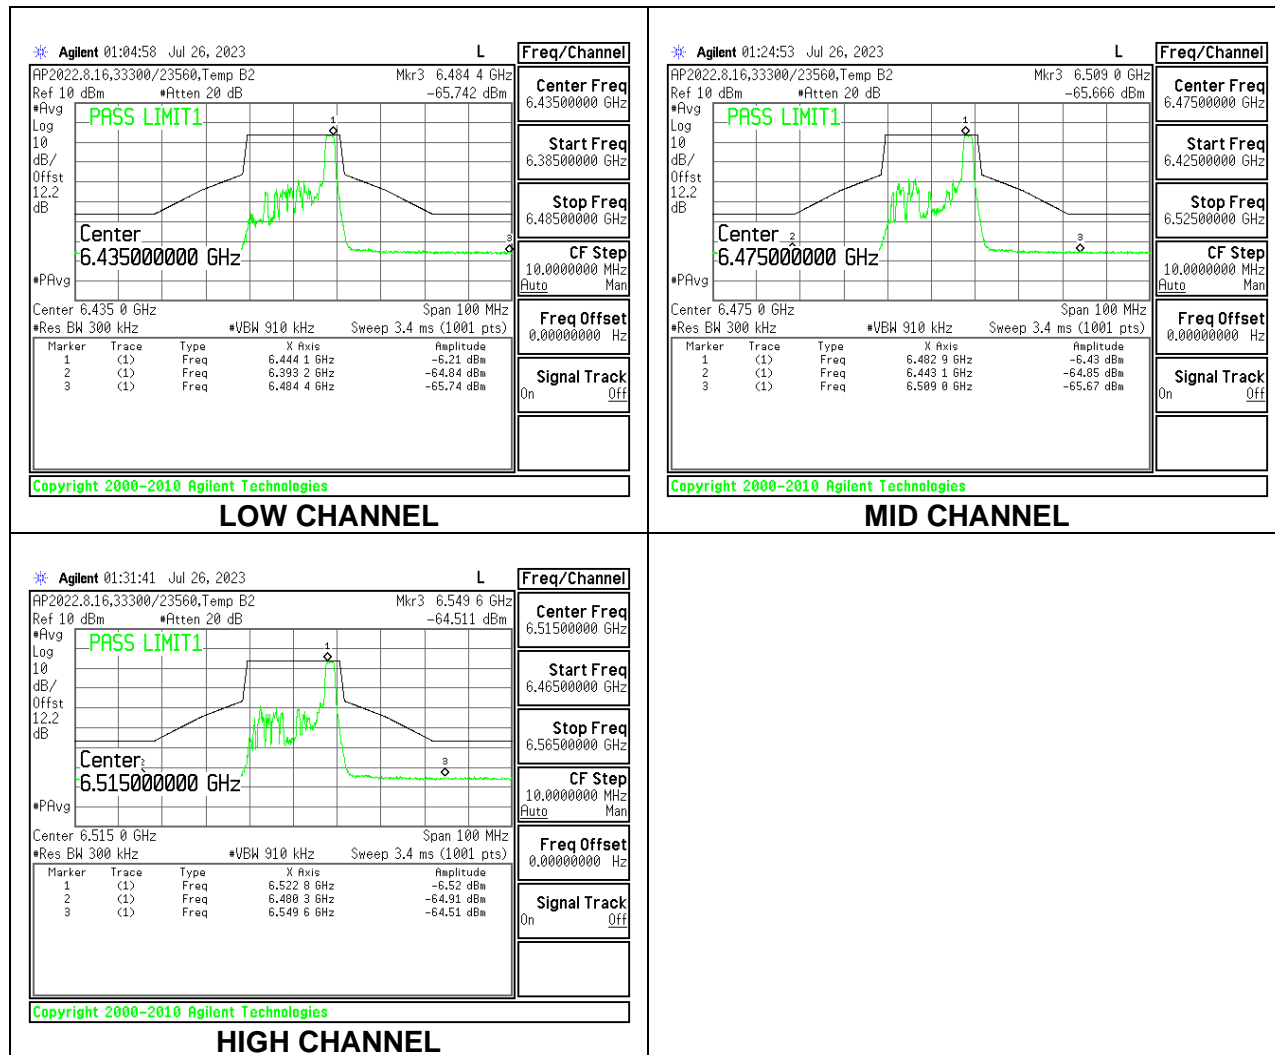 Agilent 01:04:58 Jul 26, 2023 L Freq/Channel
AP2022.8.16,33300/23560,Temp B2 Mkr3 6.484 4 GHz
Ref 10 dBm #Atten 20 dB -65.742 dBm
#Avg
Log
10
dB/
Offst
12.2
dB
#PAvg
PASS LIMIT1
1
3
Center
6.435000000 GHz
Center 6.435 0 GHz Span 100 MHz
#Res BW 300 kHz #VBW 910 kHz Sweep 3.4 ms (1001 pts)
Marker Trace Type X Axis Amplitude
1 (1) Freq 6.444 1 GHz -6.21 dBm
2 (1) Freq 6.393 2 GHz -64.84 dBm
3 (1) Freq 6.484 4 GHz -65.74 dBm
Center Freq
6.43500000 GHz
Start Freq
6.38500000 GHz
Stop Freq
6.48500000 GHz
CF Step
10.0000000 MHz
Auto Man
Freq Offset
0.00000000 Hz
Signal Track
On Off
Copyright 2000-2010 Agilent Technologies
LOW CHANNEL
Agilent 01:24:53 Jul 26, 2023 L Freq/Channel
AP2022.8.16,33300/23560,Temp B2 Mkr3 6.509 0 GHz
Ref 10 dBm #Atten 20 dB -65.666 dBm
#Avg
Log
10
dB/
Offst
12.2
dB
#PAvg
PASS LIMIT1
1
2
3
Center
6.475000000 GHz
Center 6.475 0 GHz Span 100 MHz
#Res BW 300 kHz #VBW 910 kHz Sweep 3.4 ms (1001 pts)
Marker Trace Type X Axis Amplitude
1 (1) Freq 6.482 9 GHz -6.43 dBm
2 (1) Freq 6.443 1 GHz -64.85 dBm
3 (1) Freq 6.509 0 GHz -65.67 dBm
Center Freq
6.47500000 GHz
Start Freq
6.42500000 GHz
Stop Freq
6.52500000 GHz
CF Step
10.0000000 MHz
Auto Man
Freq Offset
0.00000000 Hz
Signal Track
On Off
Copyright 2000-2010 Agilent Technologies
MID CHANNEL
Agilent 01:31:41 Jul 26, 2023 L Freq/Channel
AP2022.8.16,33300/23560,Temp B2 Mkr3 6.549 6 GHz
Ref 10 dBm #Atten 20 dB -64.511 dBm
#Avg
Log
10
dB/
Offst
12.2
dB
#PAvg
PASS LIMIT1
1
2
3
Center
6.515000000 GHz
Center 6.515 0 GHz Span 100 MHz
#Res BW 300 kHz #VBW 910 kHz Sweep 3.4 ms (1001 pts)
Marker Trace Type X Axis Amplitude
1 (1) Freq 6.522 8 GHz -6.52 dBm
2 (1) Freq 6.480 3 GHz -64.91 dBm
3 (1) Freq 6.549 6 GHz -64.51 dBm
Center Freq
6.51500000 GHz
Start Freq
6.46500000 GHz
Stop Freq
6.56500000 GHz
CF Step
10.0000000 MHz
Auto Man
Freq Offset
0.00000000 Hz
Signal Track
On Off
Copyright 2000-2010 Agilent Technologies
HIGH CHANNEL